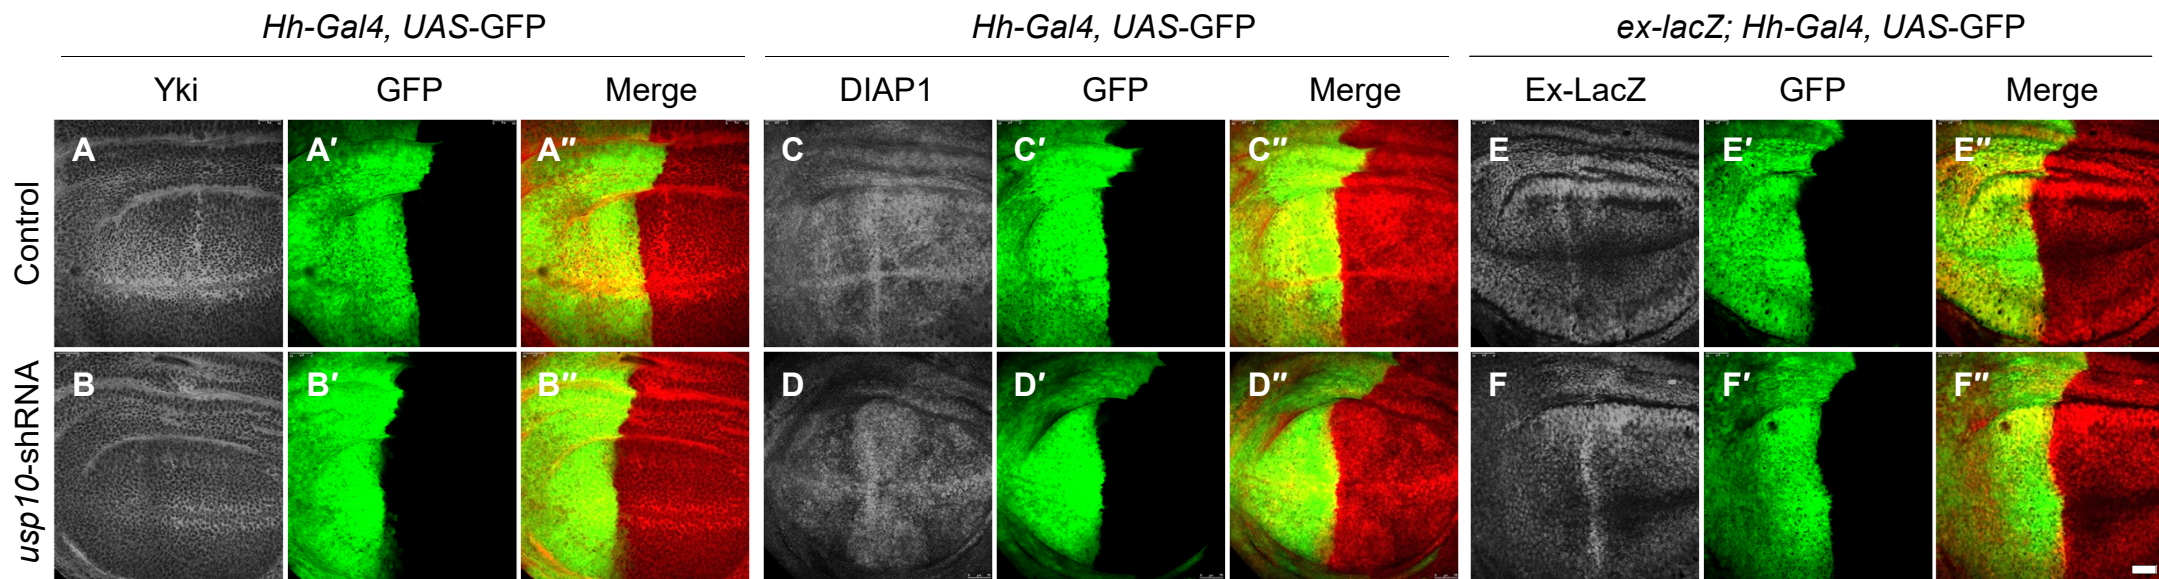 Hh-Gal4, UAS-GFP Hh-Gal4, UAS-GFP ex-lacZ; Hh-Gal4, UAS-GFP
Yki GFP Merge DIAP1 GFP Merge Ex-LacZ GFP Merge
Control
A A′ A″ C C′ C″ E E′ E″
usp10-shRNA
B B′ B″ D D′ D″ F F′ F″